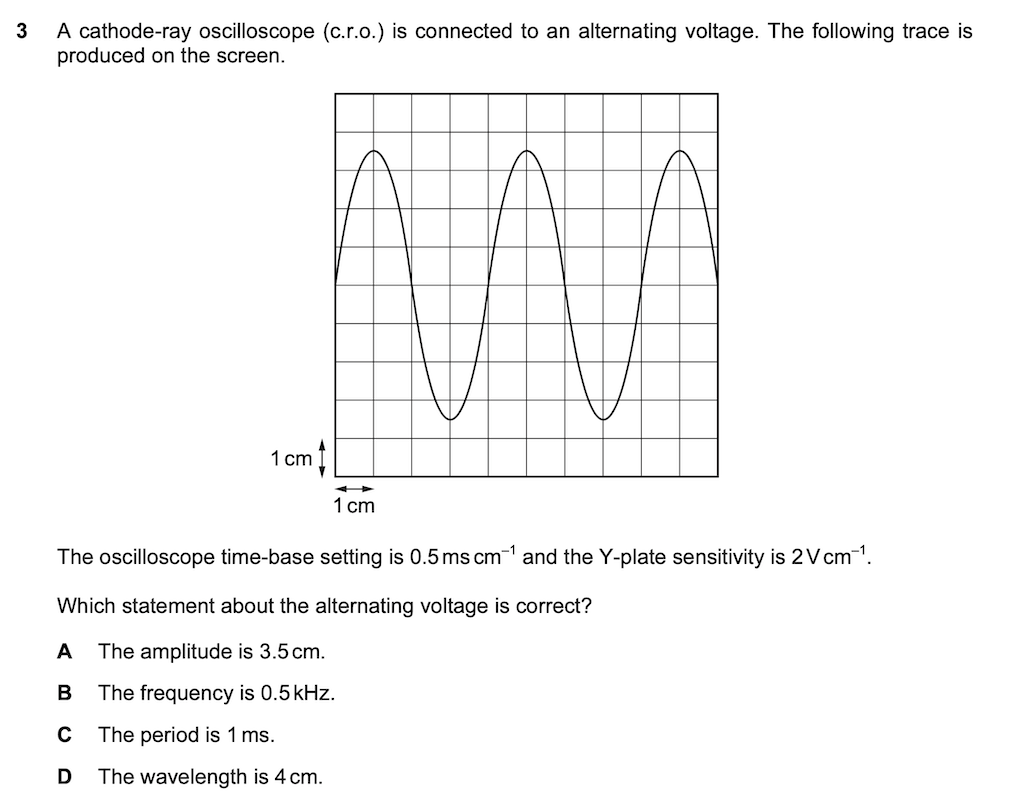 3 A cathode-ray oscilloscope (c.r.o.) is connected to an alternating voltage. The following trace is
produced on the screen.
1 cm
1 cm
The oscilloscope time-base setting is 0.5 ms cm⁻¹ and the Y-plate sensitivity is 2 V cm⁻¹.
Which statement about the alternating voltage is correct?
A The amplitude is 3.5 cm.
B The frequency is 0.5 kHz.
C The period is 1 ms.
D The wavelength is 4 cm.